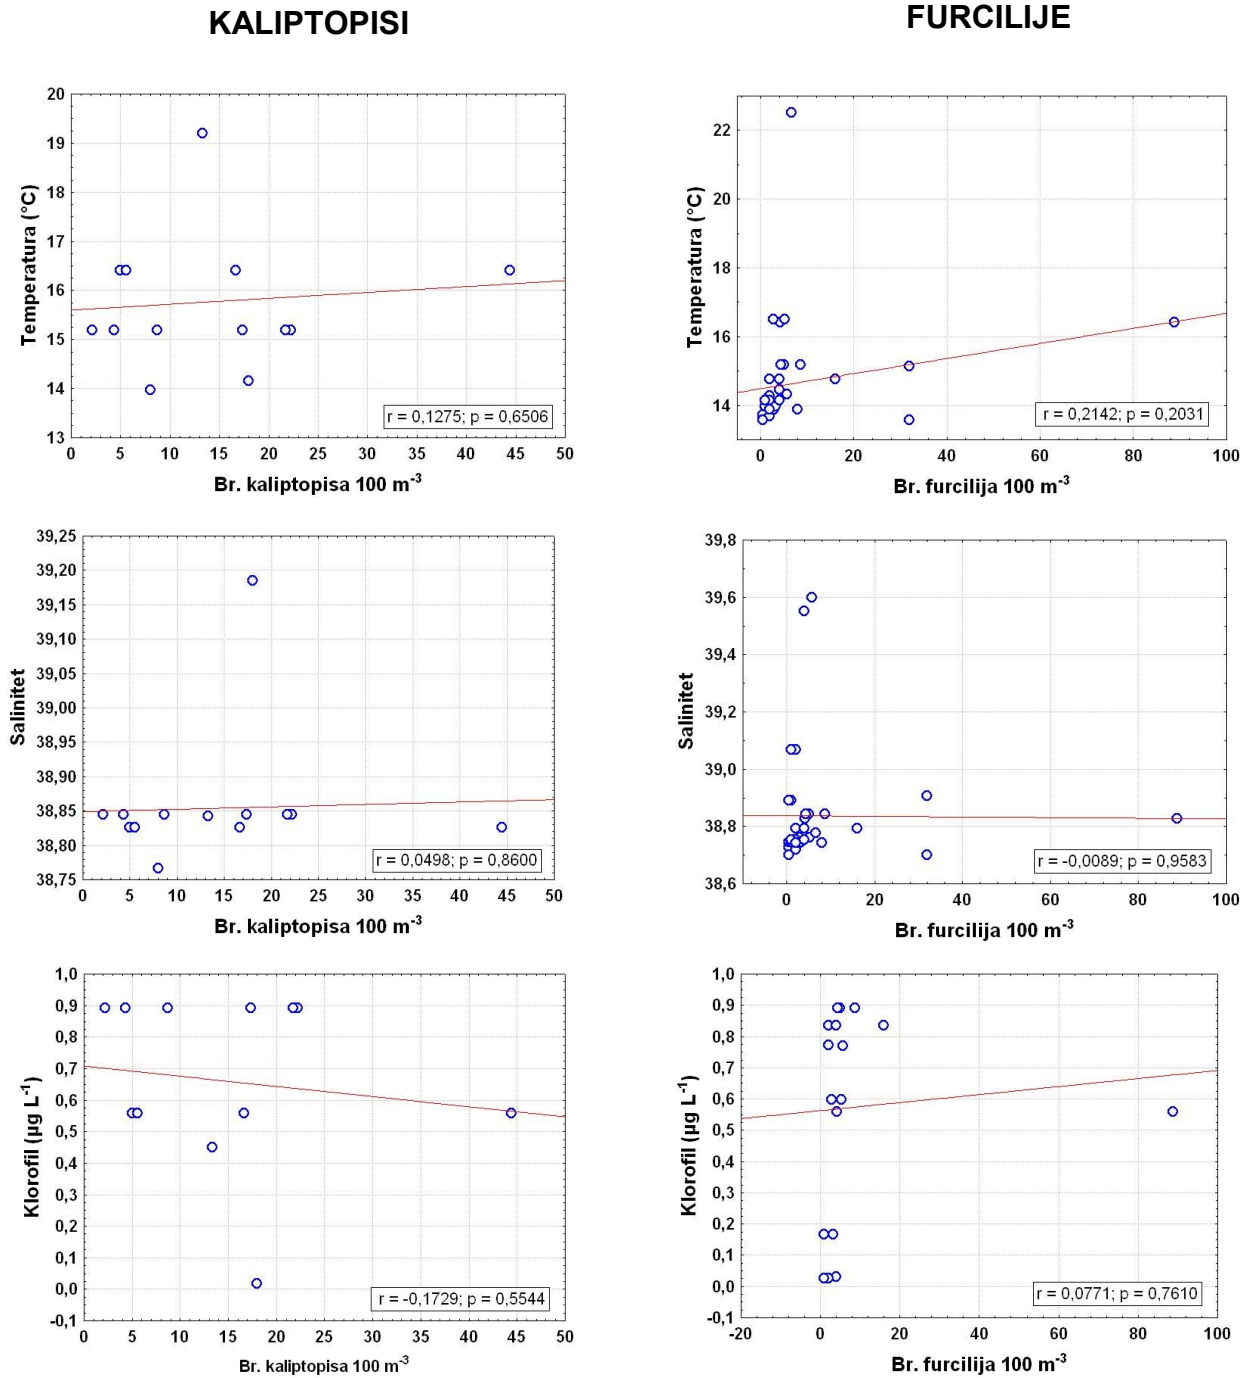 KALIPTOPISI
FURCILIJE
20
19
18
17
16
15
14
13
Temperatura (°C)
r = 0,1275; p = 0,6506
0 5 10 15 20 25 30 35 40 45 50
Br. kaliptopisa 100 m⁻³
22
20
18
16
14
Temperatura (°C)
r = 0,2142; p = 0,2031
0 20 40 60 80 100
Br. furcilija 100 m⁻³
39,25
39,20
39,15
39,10
39,05
39,00
38,95
38,90
38,85
38,80
38,75
Salinitet
r = 0,0498; p = 0,8600
0 5 10 15 20 25 30 35 40 45 50
Br. kaliptopisa 100 m⁻³
39,8
39,6
39,4
39,2
39,0
38,8
38,6
Salinitet
r = -0,0089; p = 0,9583
0 20 40 60 80 100
Br. furcilija 100 m⁻³
1,0
0,9
0,8
0,7
0,6
0,5
0,4
0,3
0,2
0,1
0,0
-0,1
Klorofil (µg L⁻¹)
r = -0,1729; p = 0,5544
0 5 10 15 20 25 30 35 40 45 50
Br. kaliptopisa 100 m⁻³
1,0
0,9
0,8
0,7
0,6
0,5
0,4
0,3
0,2
0,1
0,0
-0,1
Klorofil (µg L⁻¹)
r = 0,0771; p = 0,7610
-20 0 20 40 60 80 100
Br. furcilija 100 m⁻³